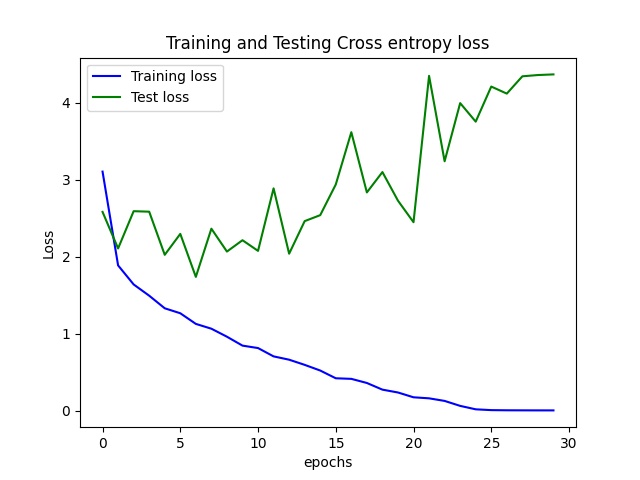 Training and Testing Cross entropy loss
Training loss
Test loss
4
3
2
1
0
Loss
0 5 10 15 20 25 30
epochs